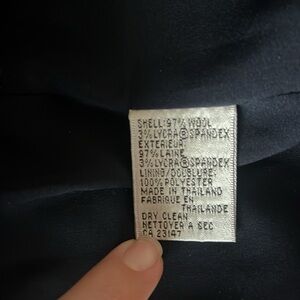 SHELL:97% WOOL
3% LYCRA®SPANDEX
EXTERIEUR:
97% LAINE
3% LYCRA®SPANDEX
LINING/DOUBLURE:
100% POLYESTER
MADE IN THAILAND
FABRIQUE EN
THAILANDE
DRY CLEAN
NETTOYER A SEC
CA 23147